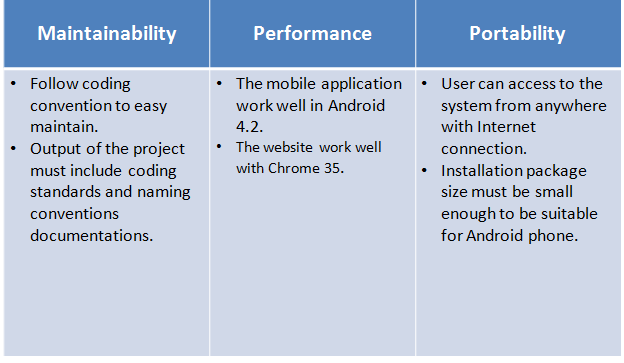 Maintainability
Performance
Portability
• Follow coding
convention to easy
maintain.
• Output of the project
must include coding
standards and naming
conventions
documentations.
• The mobile application
work well in Android
4.2.
• The website work well
with Chrome 35.
• User can access to the
system from anywhere
with Internet
connection.
• Installation package
size must be small
enough to be suitable
for Android phone.